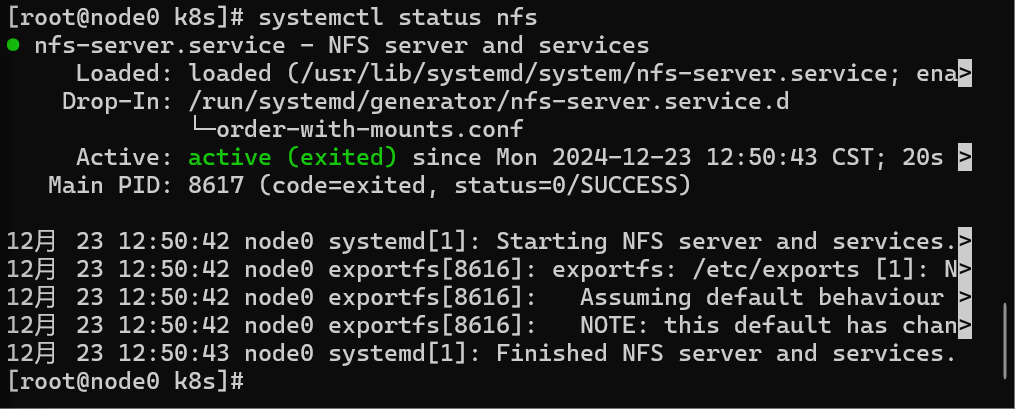 [root@node0 k8s]# systemctl status nfs
● nfs-server.service - NFS server and services
Loaded: loaded (/usr/lib/systemd/system/nfs-server.service; ena>
Drop-In: /run/systemd/generator/nfs-server.service.d
└─order-with-mounts.conf
Active: active (exited) since Mon 2024-12-23 12:50:43 CST; 20s >
Main PID: 8617 (code=exited, status=0/SUCCESS)
12月 23 12:50:42 node0 systemd[1]: Starting NFS server and services.>
12月 23 12:50:42 node0 exportfs[8616]: exportfs: /etc/exports [1]: N>
12月 23 12:50:42 node0 exportfs[8616]:   Assuming default behaviour >
12月 23 12:50:42 node0 exportfs[8616]:   NOTE: this default has chan>
12月 23 12:50:43 node0 systemd[1]: Finished NFS server and services.
[root@node0 k8s]#